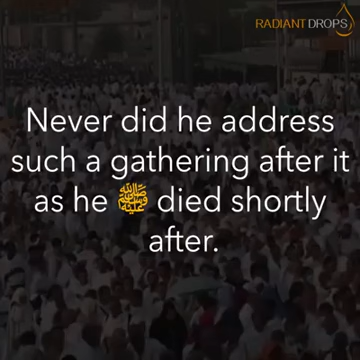 RADIANT DROPS
Never did he address
such a gathering after it
as he ﷺ died shortly
after.